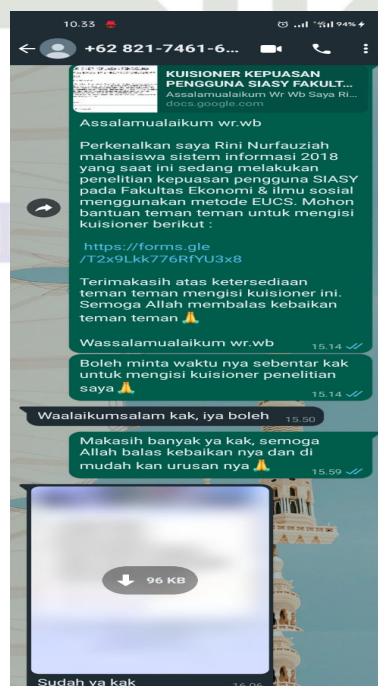 10.33
94%
+62 821-7461-6...
KUISIONER KEPUASAN
PENGGUNA SIASY FAKULT...
Assalamualaikum Wr Wb Saya Ri...
docs.google.com
Assalamualaikum wr.wb
Perkenalkan saya Rini Nurfauziah
mahasiswa sistem informasi 2018
yang saat ini sedang melakukan
penelitian kepuasan pengguna SIASY
pada Fakultas Ekonomi & ilmu sosial
menggunakan metode EUCS. Mohon
bantuan teman teman untuk mengisi
kuisioner berikut :
https://forms.gle
/T2x9Lkk776RfYU3x8
Terimakasih atas ketersediaan
teman teman mengisi kuisioner ini.
Semoga Allah membalas kebaikan
teman teman 🙏
Wassalamualaikum wr.wb
15.14
Boleh minta waktu nya sebentar kak
untuk mengisi kuisioner penelitian
saya 🙏
15.14
Waalaikumsalam kak, iya boleh
15.50
Makasih banyak ya kak, semoga
Allah balas kebaikan nya dan di
mudah kan urusan nya 🙏
15.59
96 KB
Sudah ya kak
16.06